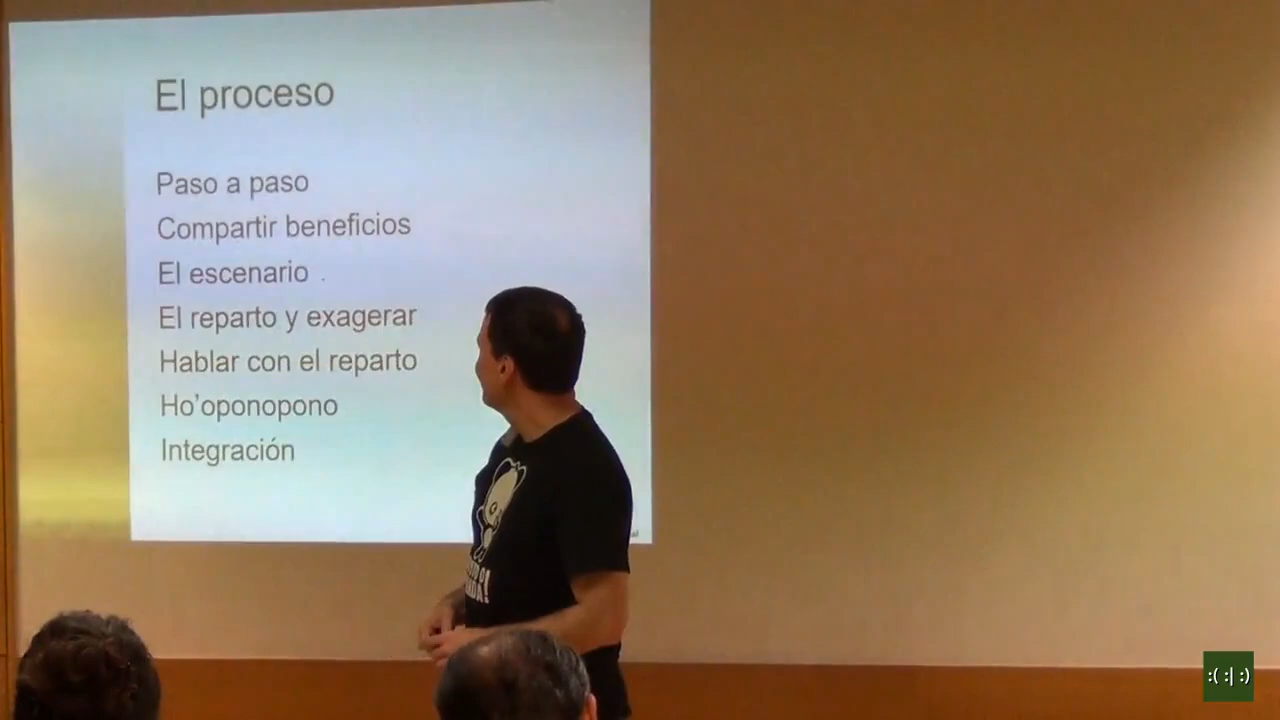 El proceso
Paso a paso
Compartir beneficios
El escenario
El reparto y exagerar
Hablar con el reparto
Ho'oponopono
Integración
:( :| :)